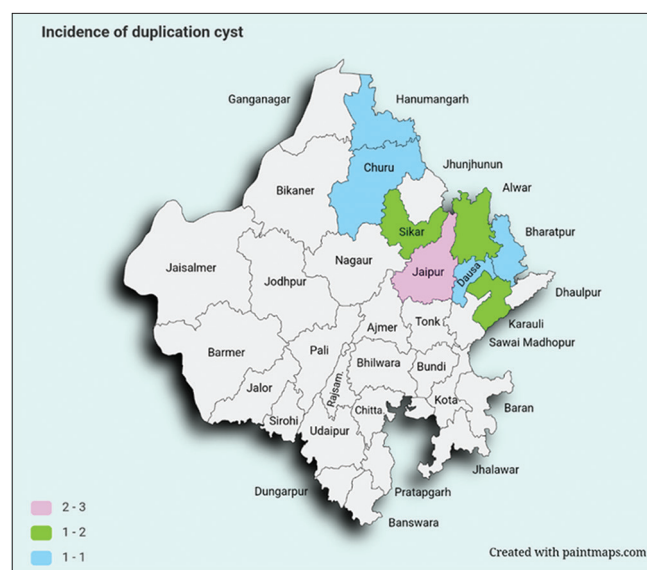 Incidence of duplication cyst
Ganganagar
Hanumangarh
Churu
Jhunjhunun
Bikaner
Alwar
Sikar
Bharatpur
Nagaur
Jaisalmer
Jaipur
Dausa
Jodhpur
Dhaulpur
Karauli
Ajmer
Tonk
Sawai Madhopur
Barmer
Pali
Bhilwara
Bundi
Jalor
Rajsam.
Kota
Baran
Chitta.
Sirohi
Udaipur
Jhalawar
Dungarpur
Pratapgarh
Banswara
2 - 3
1 - 2
1 - 1
Created with paintmaps.com